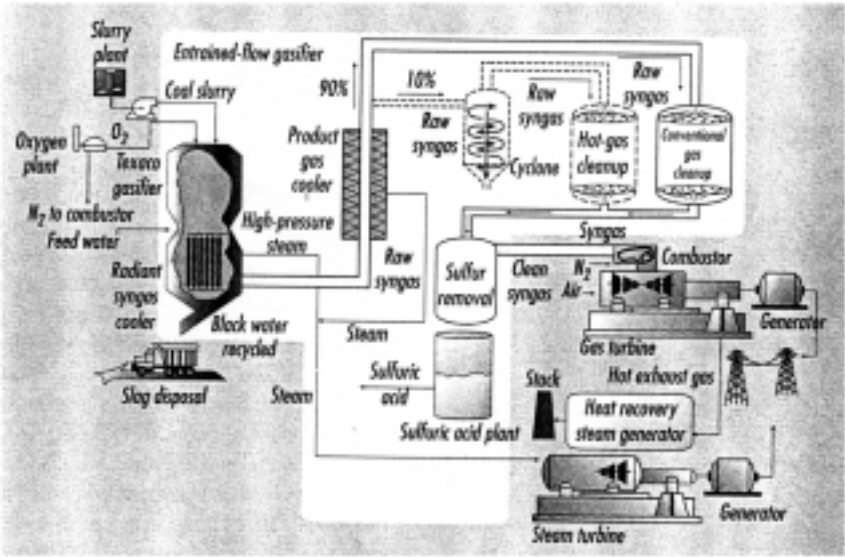 Slurry
plant
Entrained-flow gasifier
Coal slurry
90%
10%
Raw
syngas
Raw
syngas
Raw
syngas
Oxygen
plant
O2
Texaco
gasifier
Product
gas
cooler
Cyclone
Hot-gas
cleanup
Conventional
gas
cleanup
N2 to combustor
Feed water
High-pressure
steam
Raw
syngas
Syngas
Radiant
syngas
cooler
Sulfur
removal
Clean
syngas
N2
Air
Combustor
Generator
Black water
recycled
Steam
Gas turbine
Slag disposal
Steam
Sulfuric
acid
Stack
Hot exhaust gas
Heat recovery
steam generator
Sulfuric acid plant
Steam turbine
Generator